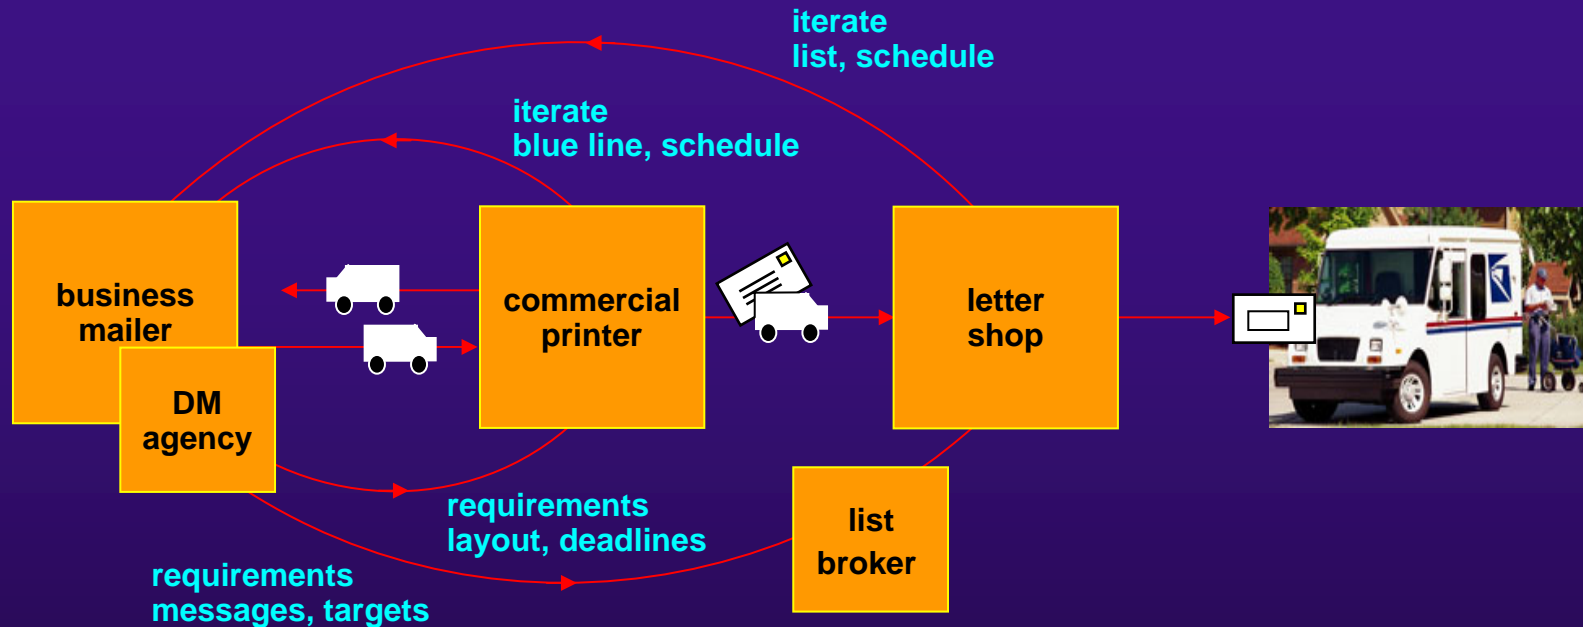 iterate
list, schedule
iterate
blue line, schedule
business
mailer
commercial
printer
letter
shop
DM
agency
requirements
layout, deadlines
list
broker
requirements
messages, targets